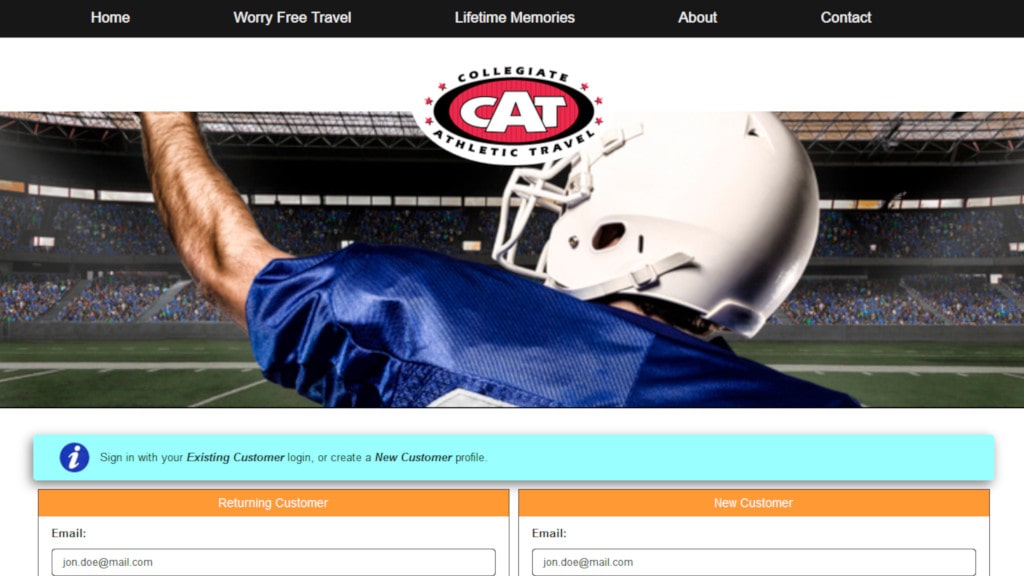 Home Worry Free Travel Lifetime Memories About Contact
COLLEGIATE
CAT
ATHLETIC TRAVEL
Sign in with your Existing Customer login, or create a New Customer profile.
Returning Customer
Email:
jon.doe@mail.com
New Customer
Email:
jon.doe@mail.com